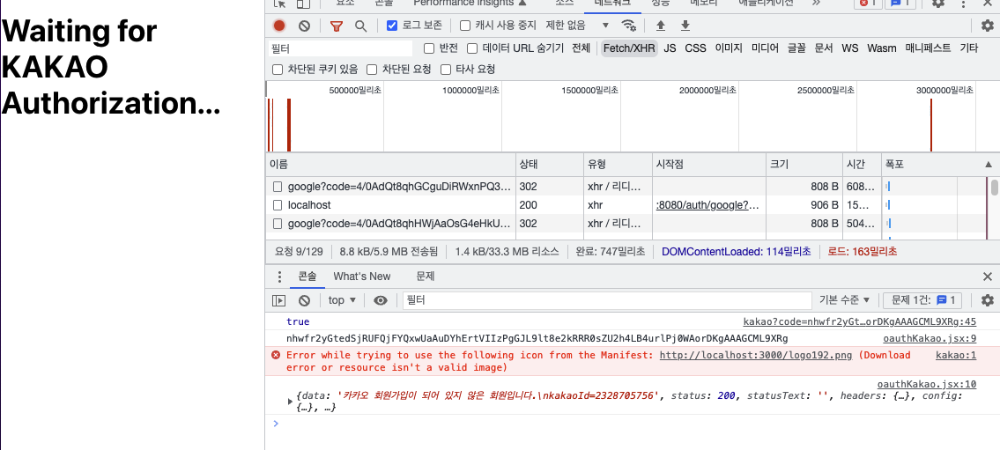 Waiting for
KAKAO
Authorization...
요소 콘솔 Performance insights 소스 네트워크 성능 메모리 애플리케이션 » 1 1
로그 보존 캐시 사용 중지 제한 없음
필터 반전 데이터 URL 숨기기 전체 Fetch/XHR JS CSS 이미지 미디어 글꼴 문서 WS Wasm 매니페스트 기타
차단된 쿠키 있음 차단된 요청 타사 요청
500000밀리초 1000000밀리초 1500000밀리초 2000000밀리초 2500000밀리초 3000000밀리초
이름 상태 유형 시작점 크기 시간 폭포
google?code=4/0AdQt8qhGCguDiRWxnPQ3... 302 xhr / 리디... 808 B 608...
localhost 200 xhr :8080/auth/google?... 906 B 15...
google?code=4/0AdQt8qhHWjAaOsG4eHkU... 302 xhr / 리디... 808 B 504...
요청 9/129 8.8 kB/5.9 MB 전송됨 1.4 kB/33.3 MB 리소스 완료: 747밀리초 DOMContentLoaded: 114밀리초 로드: 163밀리초
콘솔 What's New 문제
top 필터 기본 수준 문제 1건: 1
true kakao?code=nhwfr2yGt…orDKgAAAGCML9XRg:45
nhwfr2yGtedSjRUFQjFYQxwUaAuDYhErtVIIzPgGJL9lt8e2kRRR0sZU2h4LB4urlPj0WAorDKgAAAGCML9XRg oauthKakao.jsx:9
Error while trying to use the following icon from the Manifest: http://localhost:3000/logo192.png (Download kakao:1
error or resource isn't a valid image)
oauthKakao.jsx:10
{data: '카카오 회원가입이 되어 있지 않은 회원입니다.\nkakaoId=2328705756', status: 200, statusText: '', headers: {…}, config:
{…}, …}